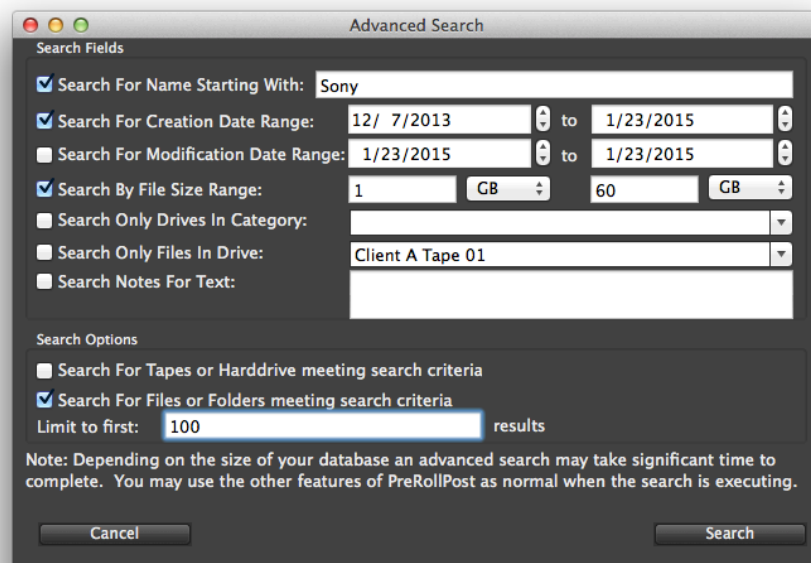 Advanced Search
Search Fields
Search For Name Starting With: Sony
Search For Creation Date Range: 12/ 7/2013 to 1/23/2015
Search For Modification Date Range: 1/23/2015 to 1/23/2015
Search By File Size Range: 1 GB 60 GB
Search Only Drives In Category:
Search Only Files In Drive: Client A Tape 01
Search Notes For Text:
Search Options
Search For Tapes or Harddrive meeting search criteria
Search For Files or Folders meeting search criteria
Limit to first: 100 results
Note: Depending on the size of your database an advanced search may take significant time to
complete. You may use the other features of PreRollPost as normal when the search is executing.
Cancel Search